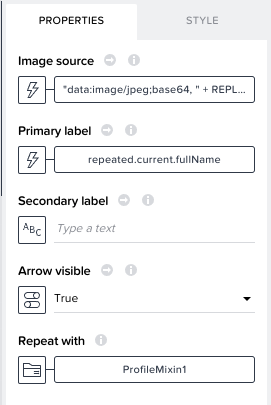 PROPERTIES STYLE
Image source
"data:image/jpeg;base64, " + REPL...
Primary label
repeated.current.fullName
Secondary label
ABC Type a text
Arrow visible
True
Repeat with
ProfileMixin1